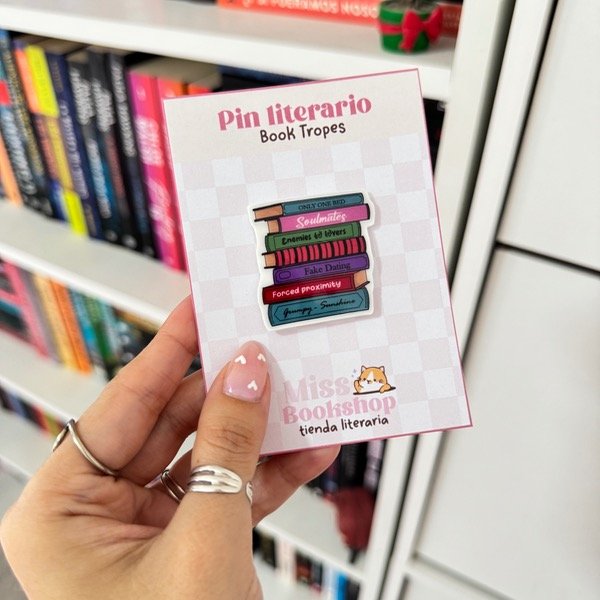 Pin literario
Book Tropes
ONLY ONE BED
Soulmates
Enemies to lovers
Fake Dating
Forced proximity
Grumpy - Sunshine
Miss
Bookshop
tienda literaria